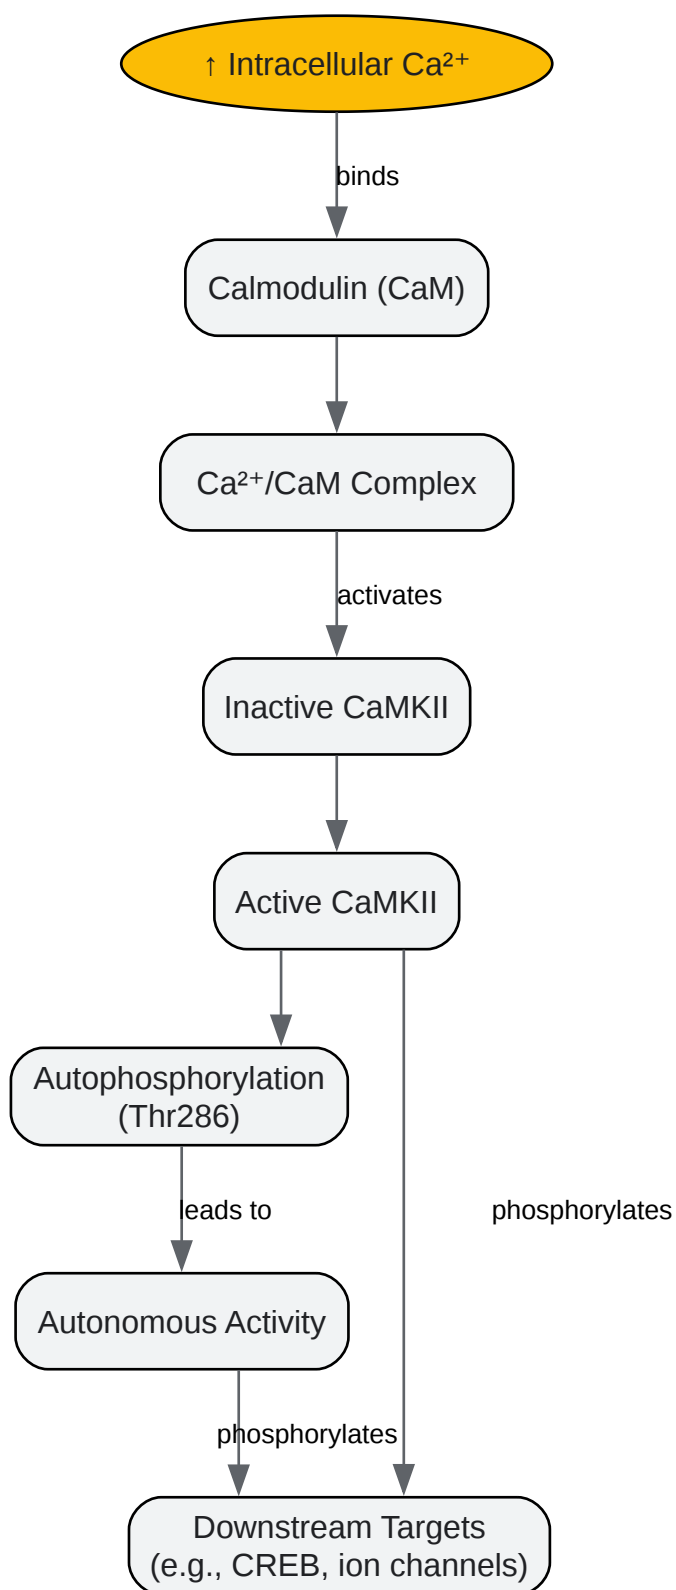 ↑ Intracellular Ca²⁺
binds
Calmodulin (CaM)
Ca²⁺/CaM Complex
activates
Inactive CaMKII
Active CaMKII
Autophosphorylation
(Thr286)
leads to
phosphorylates
Autonomous Activity
phosphorylates
Downstream Targets
(e.g., CREB, ion channels)